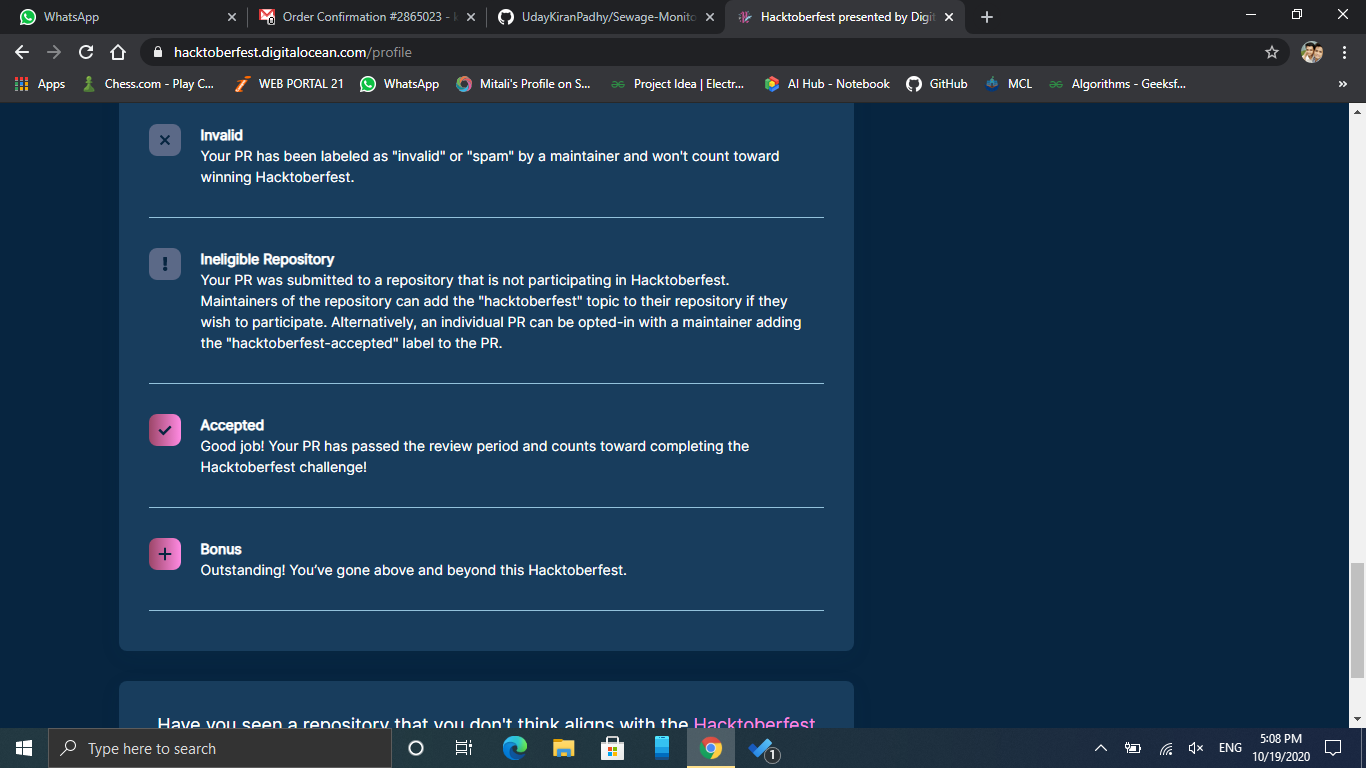 WhatsApp
Order Confirmation #2865023 -
UdayKiranPadhy/Sewage-Monito
Hacktoberfest presented by Digit
hacktoberfest.digitalocean.com/profile
Apps
Chess.com - Play C...
WEB PORTAL 21
WhatsApp
Mitali's Profile on S...
Project Idea | Electr...
AI Hub - Notebook
GitHub
MCL
Algorithms - Geeksf...
»
Invalid
Your PR has been labeled as "invalid" or "spam" by a maintainer and won't count toward
winning Hacktoberfest.
Ineligible Repository
Your PR was submitted to a repository that is not participating in Hacktoberfest.
Maintainers of the repository can add the "hacktoberfest" topic to their repository if they
wish to participate. Alternatively, an individual PR can be opted-in with a maintainer adding
the "hacktoberfest-accepted" label to the PR.
Accepted
Good job! Your PR has passed the review period and counts toward completing the
Hacktoberfest challenge!
Bonus
Outstanding! You’ve gone above and beyond this Hacktoberfest.
Have you seen a repository that you don't think aligns with the Hacktoberfest
Type here to search
1
ENG
5:08 PM
10/19/2020